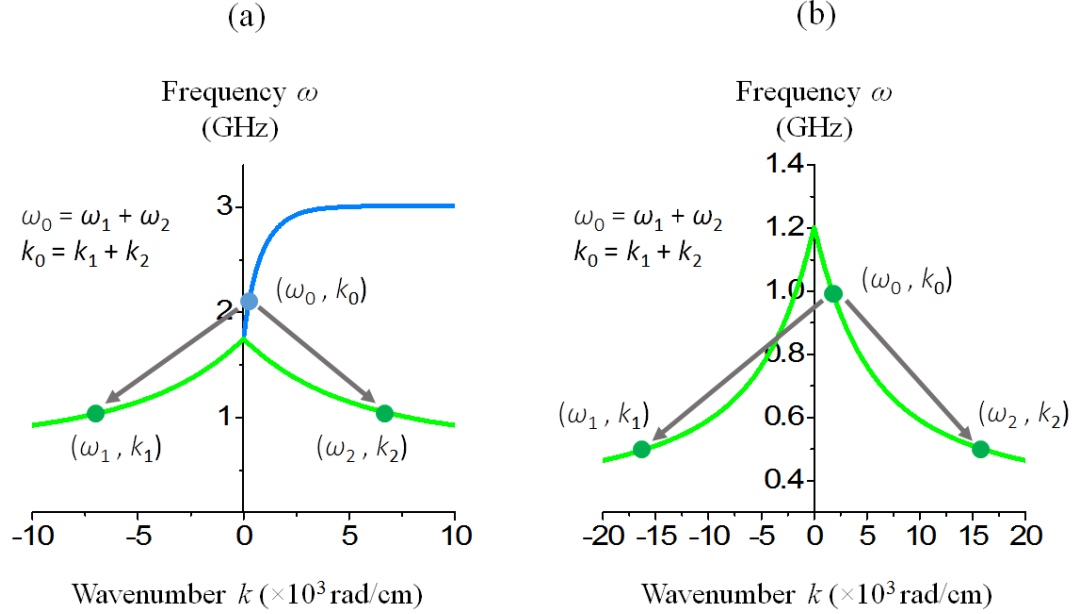 (a)
Frequency ω
(GHz)
ω₀ = ω₁ + ω₂
k₀ = k₁ + k₂
3
2
1
(ω₀ , k₀)
(ω₁ , k₁)
(ω₂ , k₂)
-10 -5 0 5 10
Wavenumber k (×10³ rad/cm)
(b)
Frequency ω
(GHz)
ω₀ = ω₁ + ω₂
k₀ = k₁ + k₂
1.4
1.2
1.0
0.8
0.6
0.4
(ω₀ , k₀)
(ω₁ , k₁)
(ω₂ , k₂)
-20 -15 -10 -5 0 5 10 15 20
Wavenumber k (×10³ rad/cm)